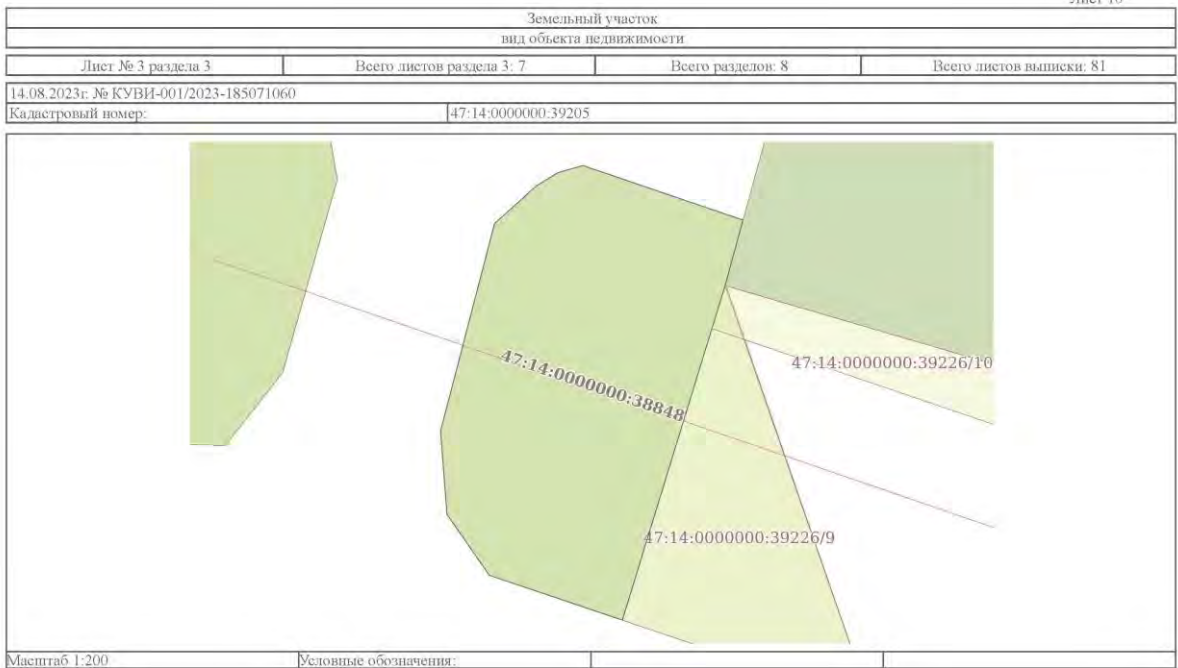 Лист 10
Земельный участок
вид объекта недвижимости
Лист № 3 раздела 3 Всего листов раздела 3: 7 Всего разделов: 8 Всего листов выписки: 81
14.08.2023г. № КУВИ-001/2023-185071060
Кадастровый номер: 47:14:0000000:39205
47:14:0000000:38848
47:14:0000000:39226/10
47:14:0000000:39226/9
Масштаб 1:200 Условные обозначения: